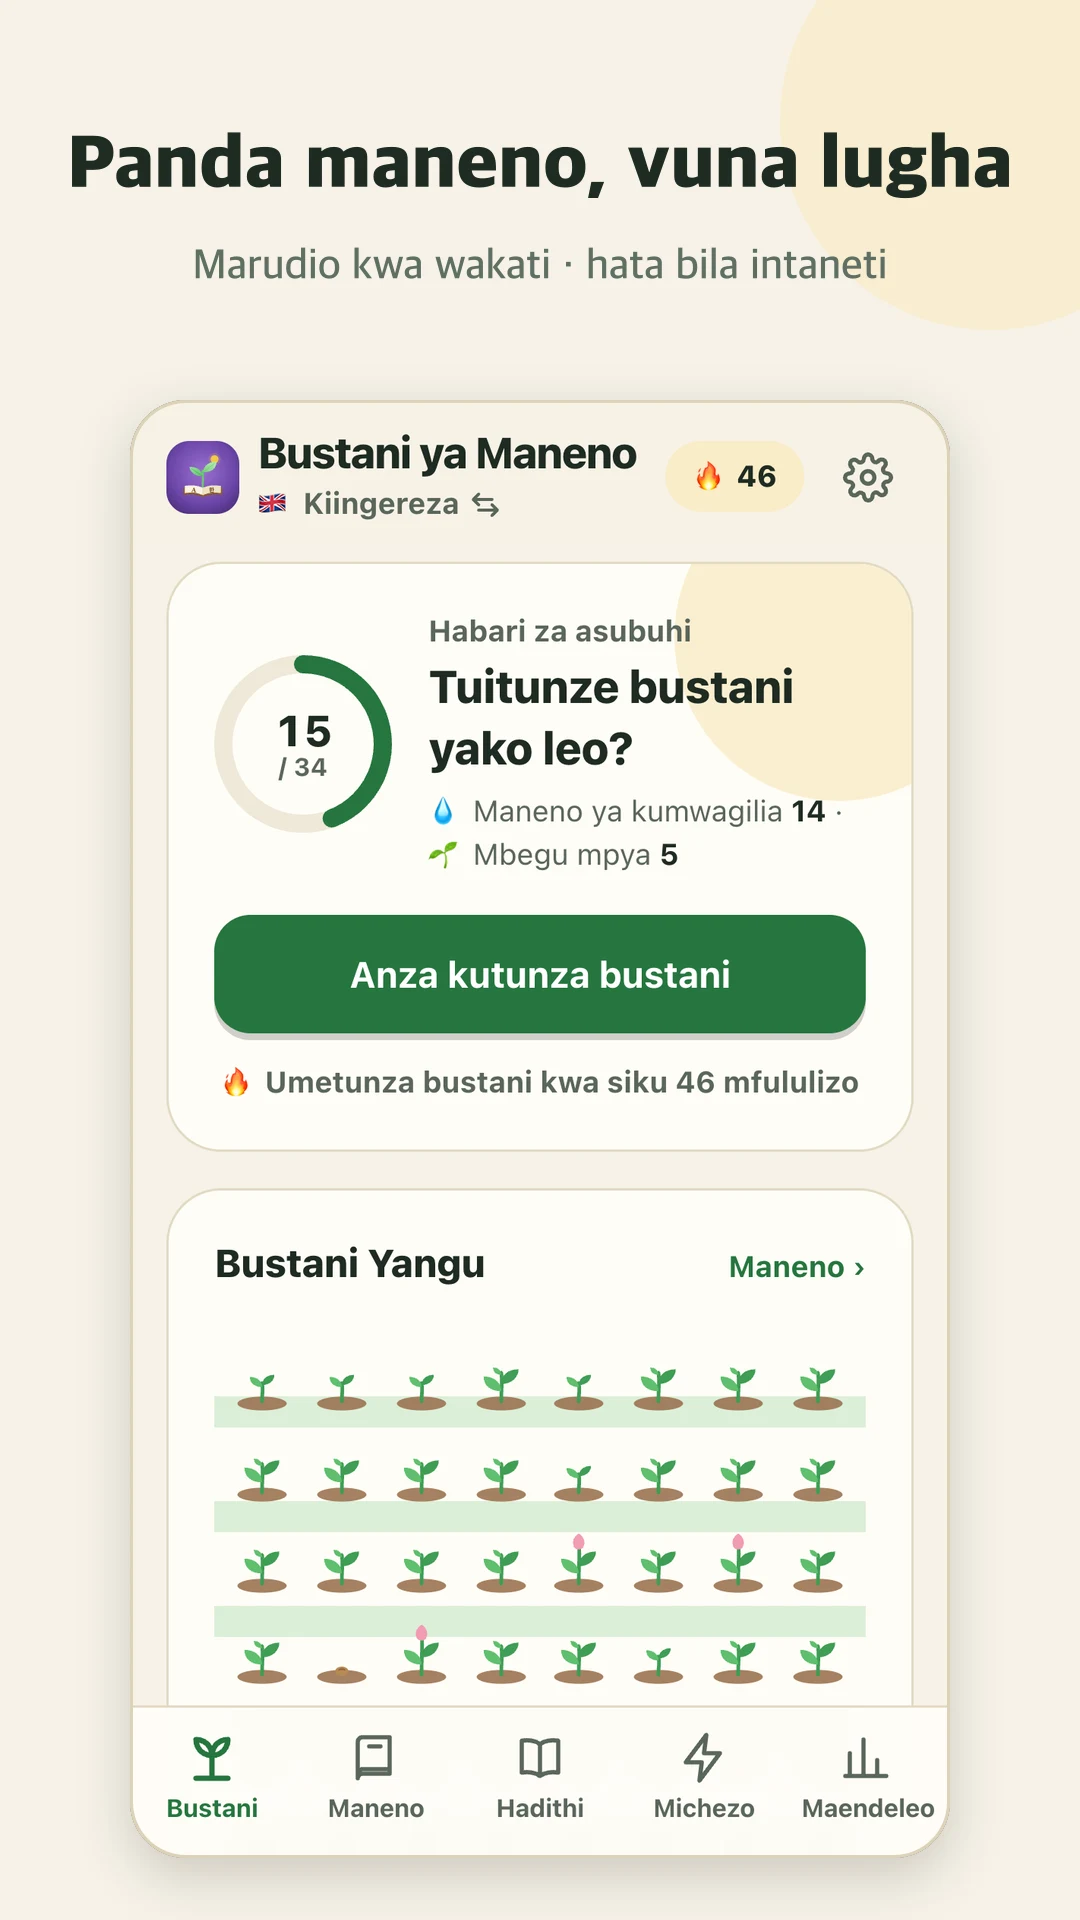 Panda maneno, vuna lugha
Marudio kwa wakati · hata bila intaneti
Bustani ya Maneno
Kiingereza
46
Habari za asubuhi
Tuitunze bustani
yako leo?
15
/ 34
Maneno ya kumwagilia 14 ·
Mbegu mpya 5
Anza kutunza bustani
Umetunza bustani kwa siku 46 mfululizo
Bustani Yangu
Maneno ›
Bustani
Maneno
Hadithi
Michezo
Maendeleo